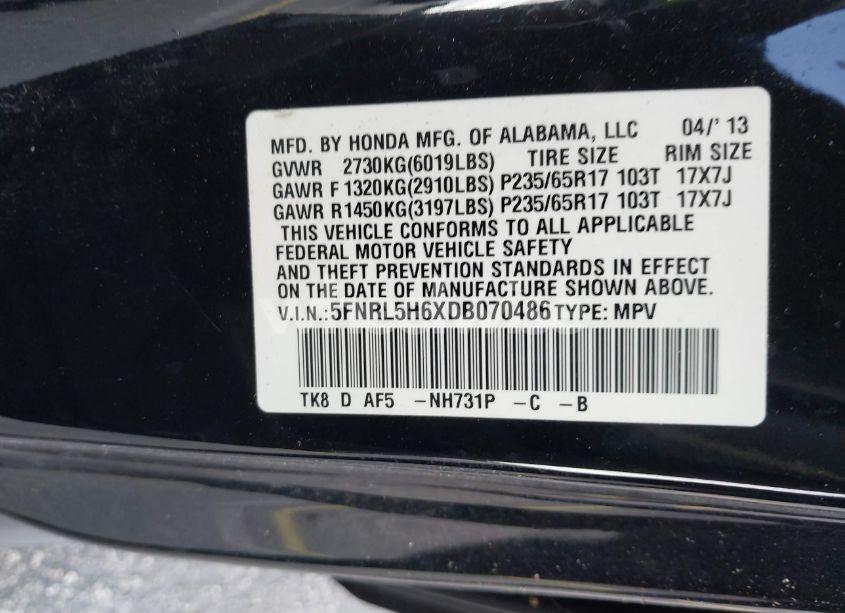 MFD. BY HONDA MFG. OF ALABAMA, LLC 04/' 13
GVWR 2730KG(6019LBS) TIRE SIZE RIM SIZE
GAWR F 1320KG(2910LBS) P235/65R17 103T 17X7J
GAWR R1450KG(3197LBS) P235/65R17 103T 17X7J
THIS VEHICLE CONFORMS TO ALL APPLICABLE
FEDERAL MOTOR VEHICLE SAFETY
AND THEFT PREVENTION STANDARDS IN EFFECT
ON THE DATE OF MANUFACTURE SHOWN ABOVE.
V.I.N.:5FNRL5H6XDB070486 TYPE: MPV
TK8 D AF5 -NH731P -C -B